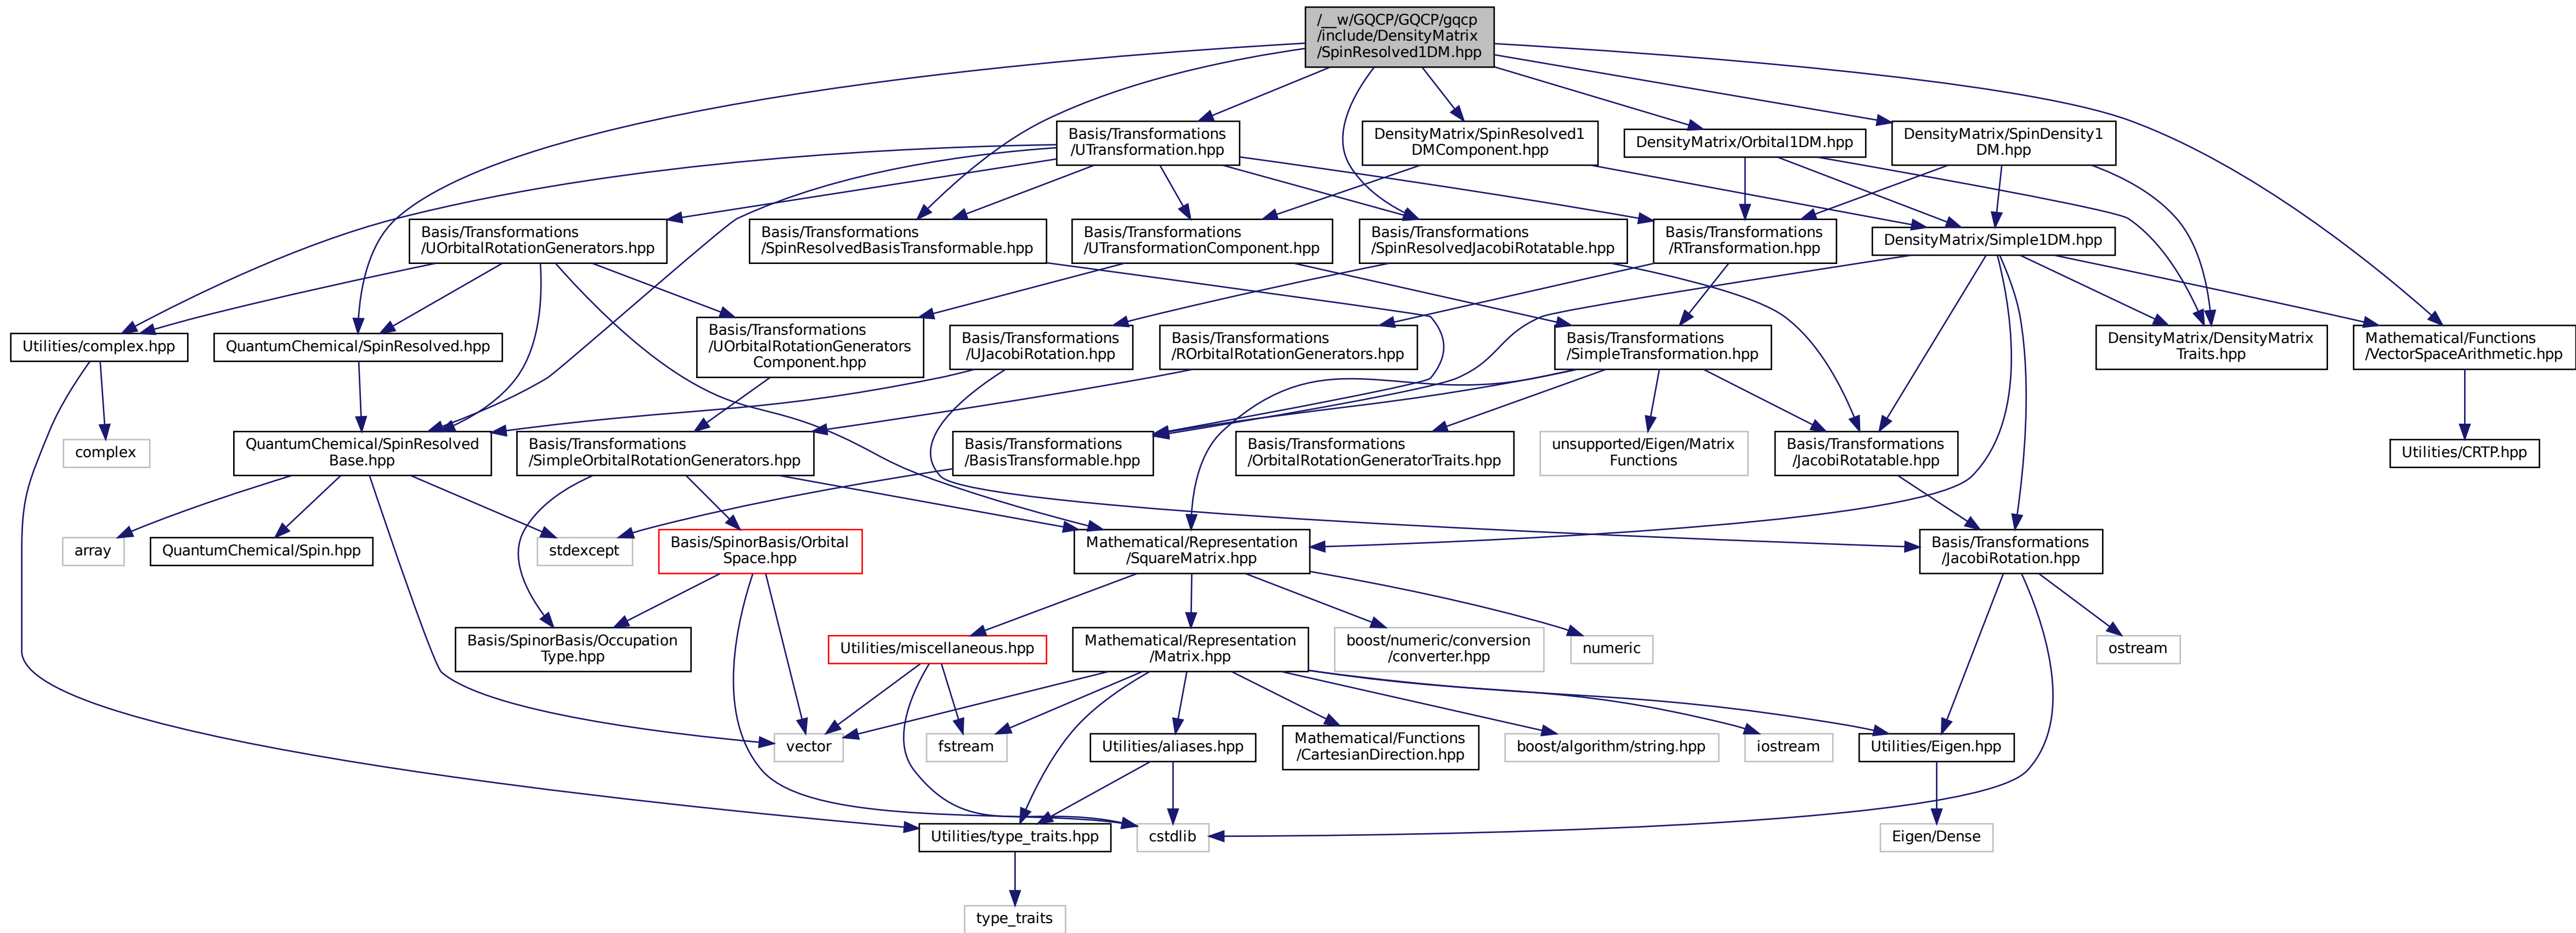 /__w/GQCP/GQCP/gqcp
/include/DensityMatrix
/SpinResolved1DM.hpp
Basis/Transformations
/UTransformation.hpp
DensityMatrix/SpinResolved1
DMComponent.hpp
DensityMatrix/Orbital1DM.hpp
DensityMatrix/SpinDensity1
DM.hpp
Basis/Transformations
/UOrbitalRotationGenerators.hpp
Basis/Transformations
/SpinResolvedBasisTransformable.hpp
Basis/Transformations
/UTransformationComponent.hpp
Basis/Transformations
/SpinResolvedJacobiRotatable.hpp
Basis/Transformations
/RTransformation.hpp
DensityMatrix/Simple1DM.hpp
Utilities/complex.hpp
QuantumChemical/SpinResolved.hpp
Basis/Transformations
/UOrbitalRotationGenerators
Component.hpp
Basis/Transformations
/UJacobiRotation.hpp
Basis/Transformations
/ROrbitalRotationGenerators.hpp
Basis/Transformations
/SimpleTransformation.hpp
DensityMatrix/DensityMatrix
Traits.hpp
Mathematical/Functions
/VectorSpaceArithmetic.hpp
complex
QuantumChemical/SpinResolved
Base.hpp
Basis/Transformations
/SimpleOrbitalRotationGenerators.hpp
Basis/Transformations
/BasisTransformable.hpp
Basis/Transformations
/OrbitalRotationGeneratorTraits.hpp
unsupported/Eigen/Matrix
Functions
Basis/Transformations
/JacobiRotatable.hpp
Utilities/CRTP.hpp
array
QuantumChemical/Spin.hpp
stdexcept
Basis/SpinorBasis/Orbital
Space.hpp
Mathematical/Representation
/SquareMatrix.hpp
Basis/Transformations
/JacobiRotation.hpp
Basis/SpinorBasis/Occupation
Type.hpp
Utilities/miscellaneous.hpp
Mathematical/Representation
/Matrix.hpp
boost/numeric/conversion
/converter.hpp
numeric
ostream
vector
fstream
Utilities/aliases.hpp
Mathematical/Functions
/CartesianDirection.hpp
boost/algorithm/string.hpp
iostream
Utilities/Eigen.hpp
Utilities/type_traits.hpp
cstdlib
Eigen/Dense
type_traits